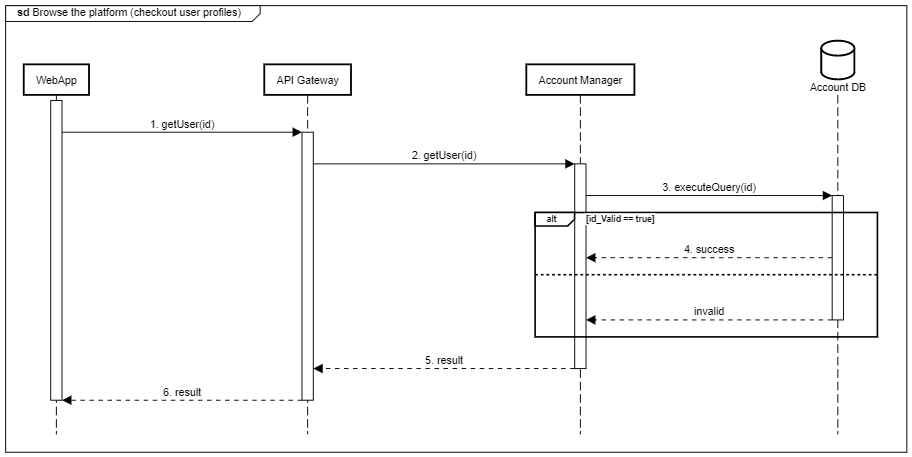 sd Browse the platform (checkout user profiles)
WebApp
API Gateway
Account Manager
Account DB
1. getUser(id)
2. getUser(id)
3. executeQuery(id)
alt
[id_Valid == true]
4. success
invalid
5. result
6. result